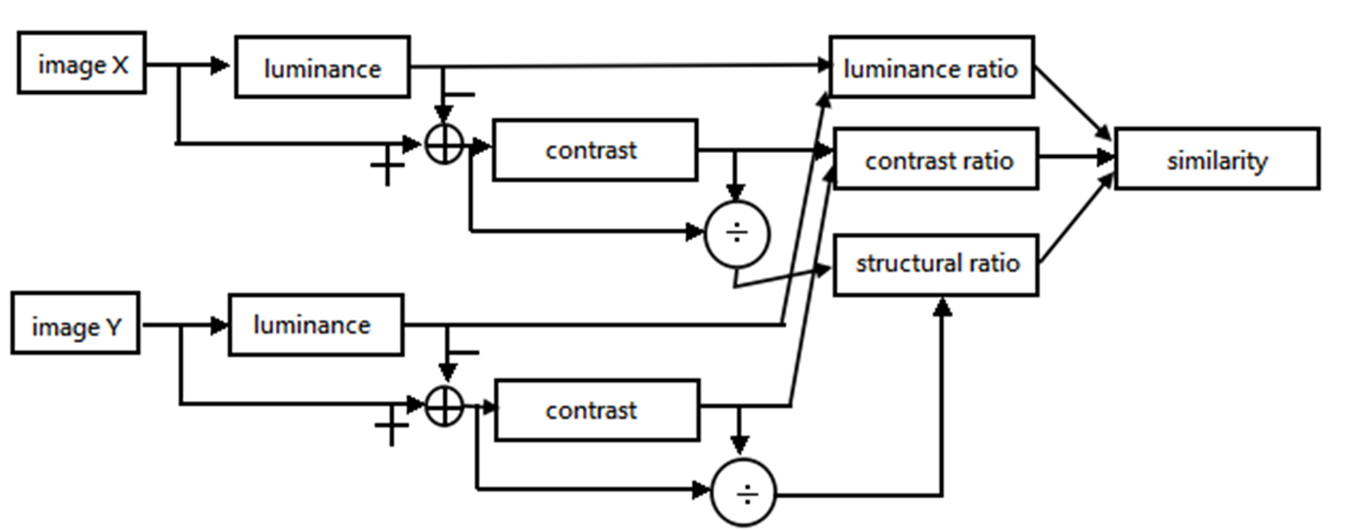 image X
luminance
luminance ratio
−
+
contrast
contrast ratio
similarity
÷
structural ratio
image Y
luminance
−
+
contrast
÷